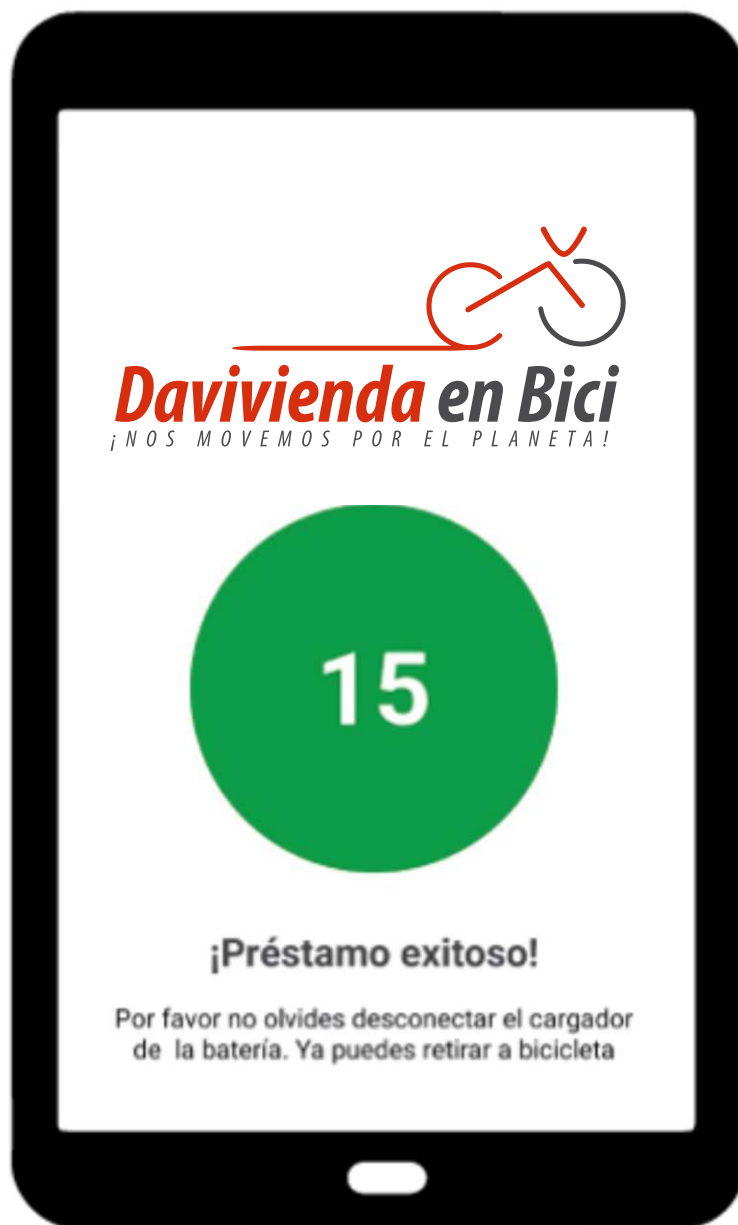 Davivienda en Bici
¡NOS MOVEMOS POR EL PLANETA!
15
¡Préstamo exitoso!
Por favor no olvides desconectar el cargador
de la batería. Ya puedes retirar a bicicleta